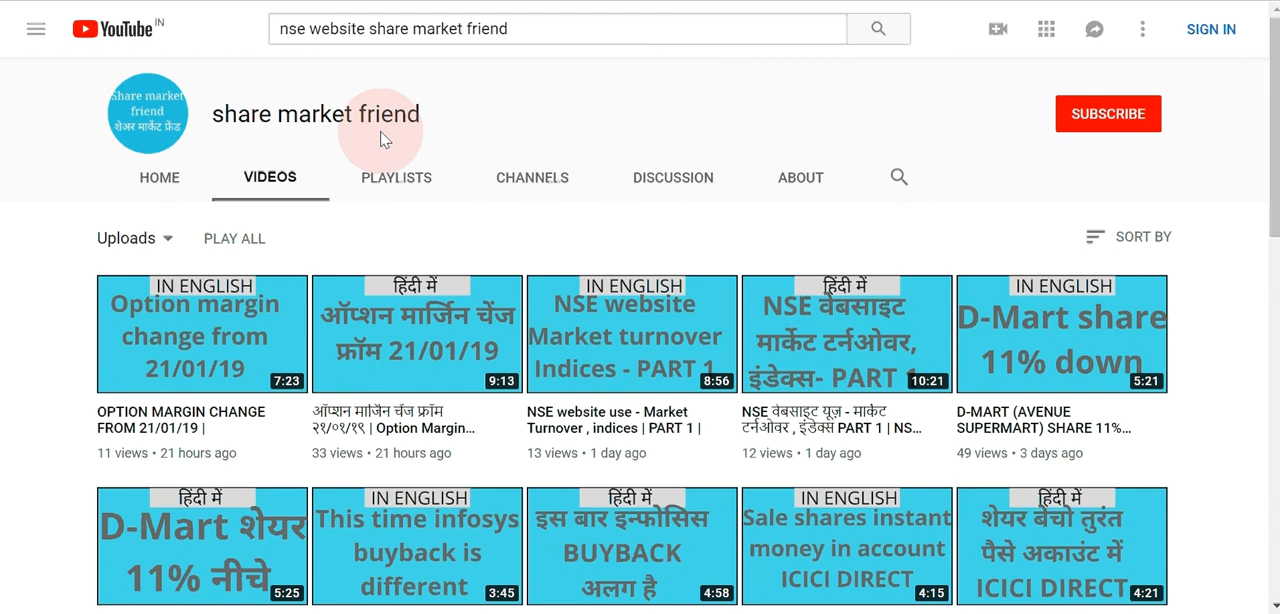 YouTube IN
nse website share market friend
SIGN IN
Share market
friend
शेअर मार्केट फ्रेंड
share market friend
SUBSCRIBE
HOME
VIDEOS
PLAYLISTS
CHANNELS
DISCUSSION
ABOUT
Uploads
PLAY ALL
SORT BY
IN ENGLISH
Option margin
change from
21/01/19
7:23
हिंदी में
ऑप्शन मार्जिन चेंज
फ्रॉम 21/01/19
9:13
IN ENGLISH
NSE website
Market turnover
Indices - PART 1
8:56
हिंदी में
NSE वेबसाइट
मार्केट टर्नओवर,
इंडेक्स- PART 1
10:21
IN ENGLISH
D-Mart share
11% down
5:21
OPTION MARGIN CHANGE
FROM 21/01/19 |
11 views • 21 hours ago
ऑप्शन मार्जिन चेंज फ्रॉम
२१/०१/१९ | Option Margin...
33 views • 21 hours ago
NSE website use - Market
Turnover , indices | PART 1 |
13 views • 1 day ago
NSE वेबसाइट यूज़ - मार्केट
टर्नओवर , इंडेक्स PART 1 | NS...
12 views • 1 day ago
D-MART (AVENUE
SUPERMART) SHARE 11%...
49 views • 3 days ago
हिंदी में
D-Mart शेयर
11% नीचे
5:25
IN ENGLISH
This time infosys
buyback is
different
3:45
हिंदी में
इस बार इन्फोसिस
BUYBACK
अलग है
4:58
IN ENGLISH
Sale shares instant
money in account
ICICI DIRECT
4:15
हिंदी में
शेयर बेचो तुरंत
पैसे अकाउंट में
ICICI DIRECT
4:21